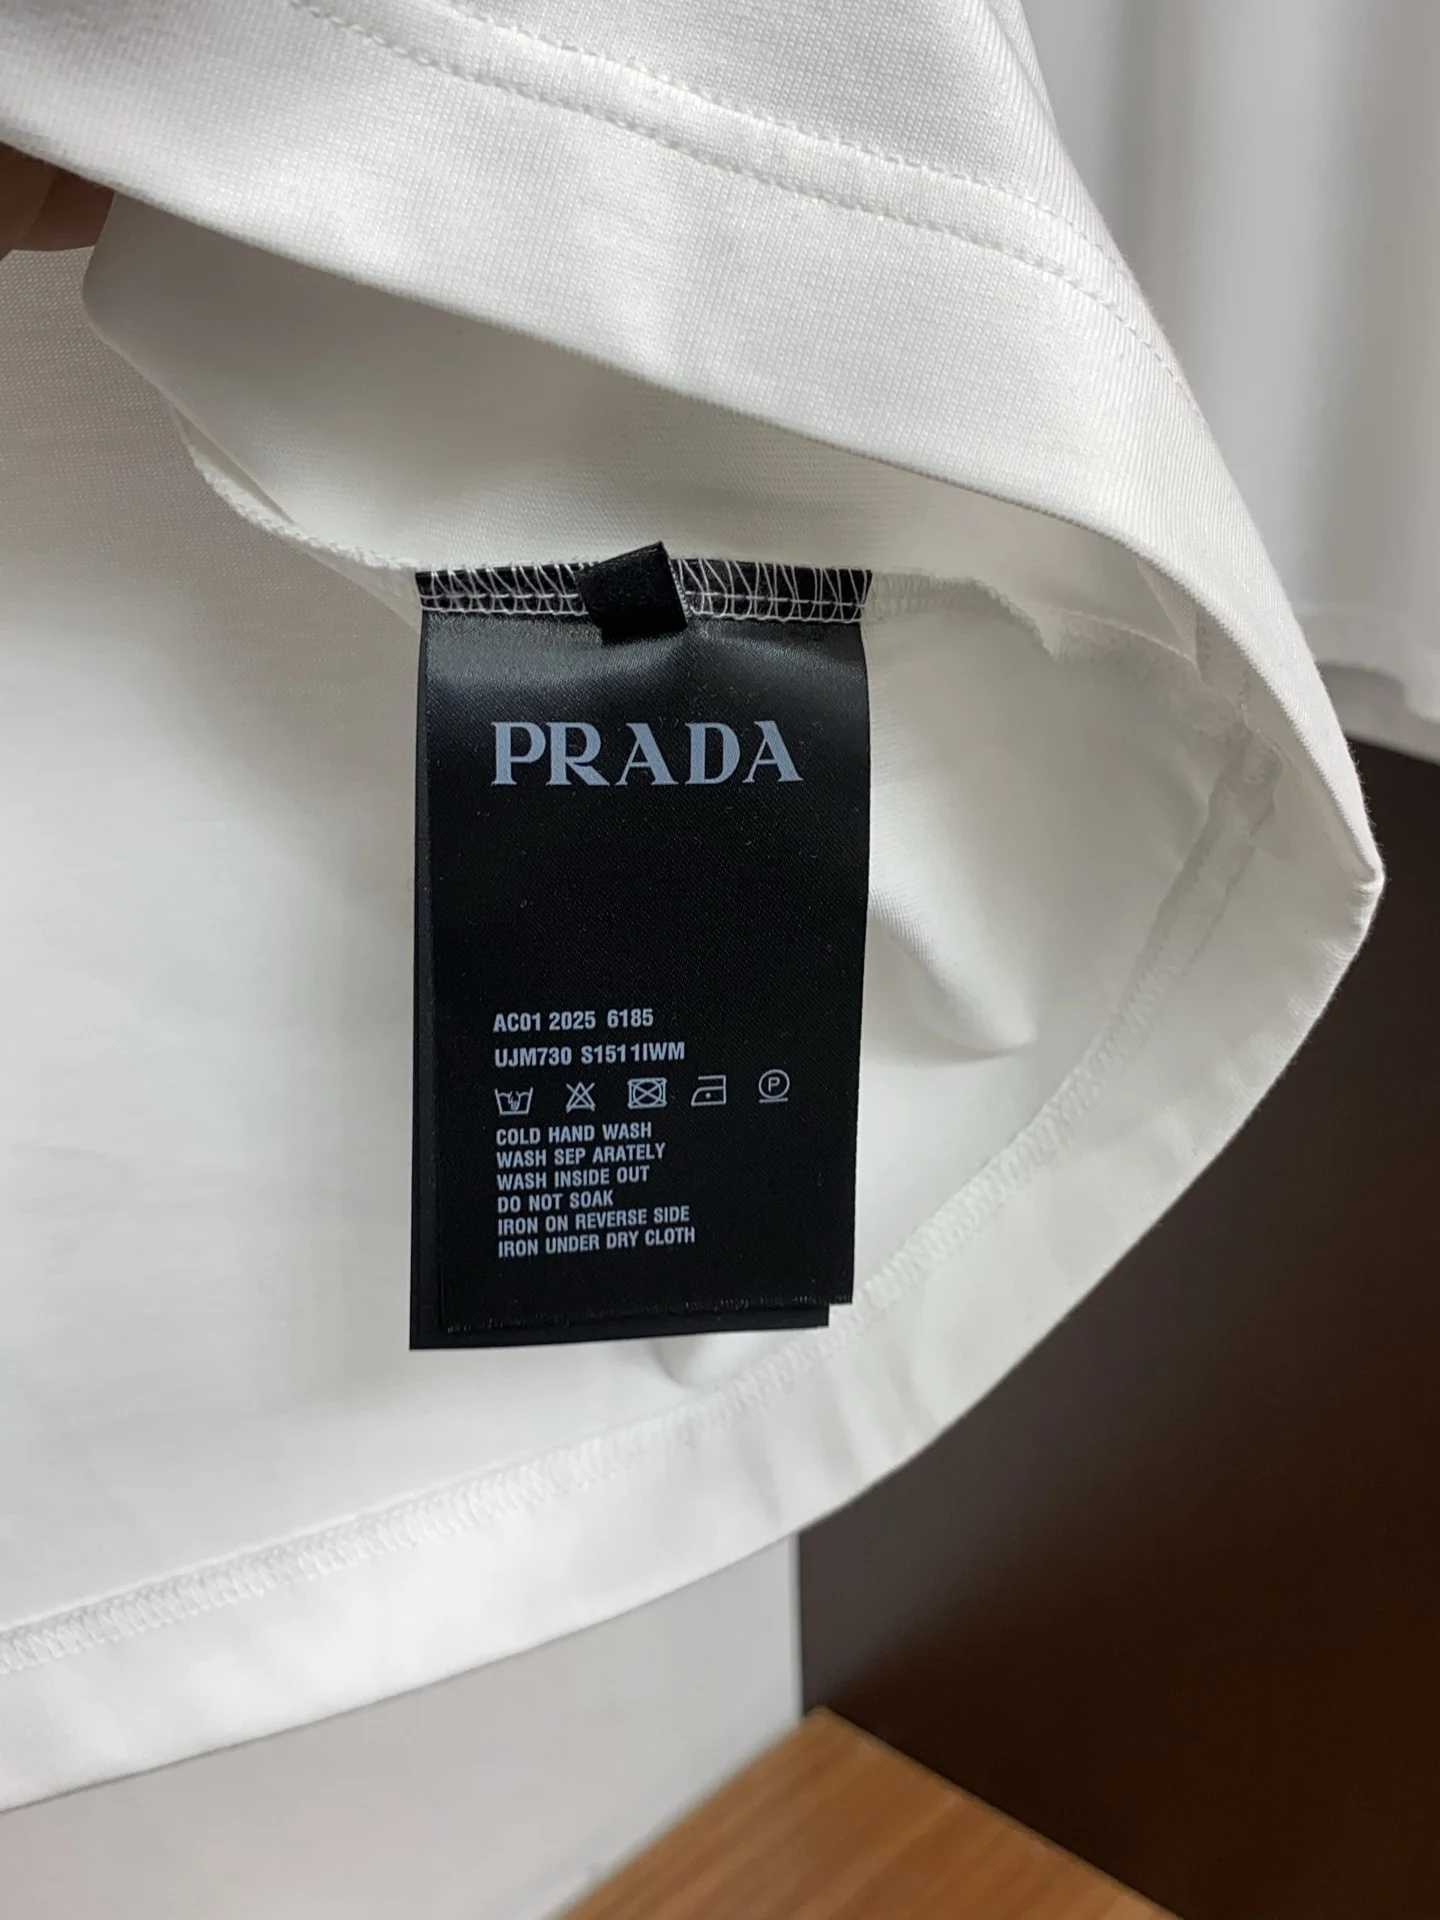 PRADA
AC01 2025 6185
UJM730 S1511IWM
P
COLD HAND WASH
WASH SEP ARATELY
WASH INSIDE OUT
DO NOT SOAK
IRON ON REVERSE SIDE
IRON UNDER DRY CLOTH